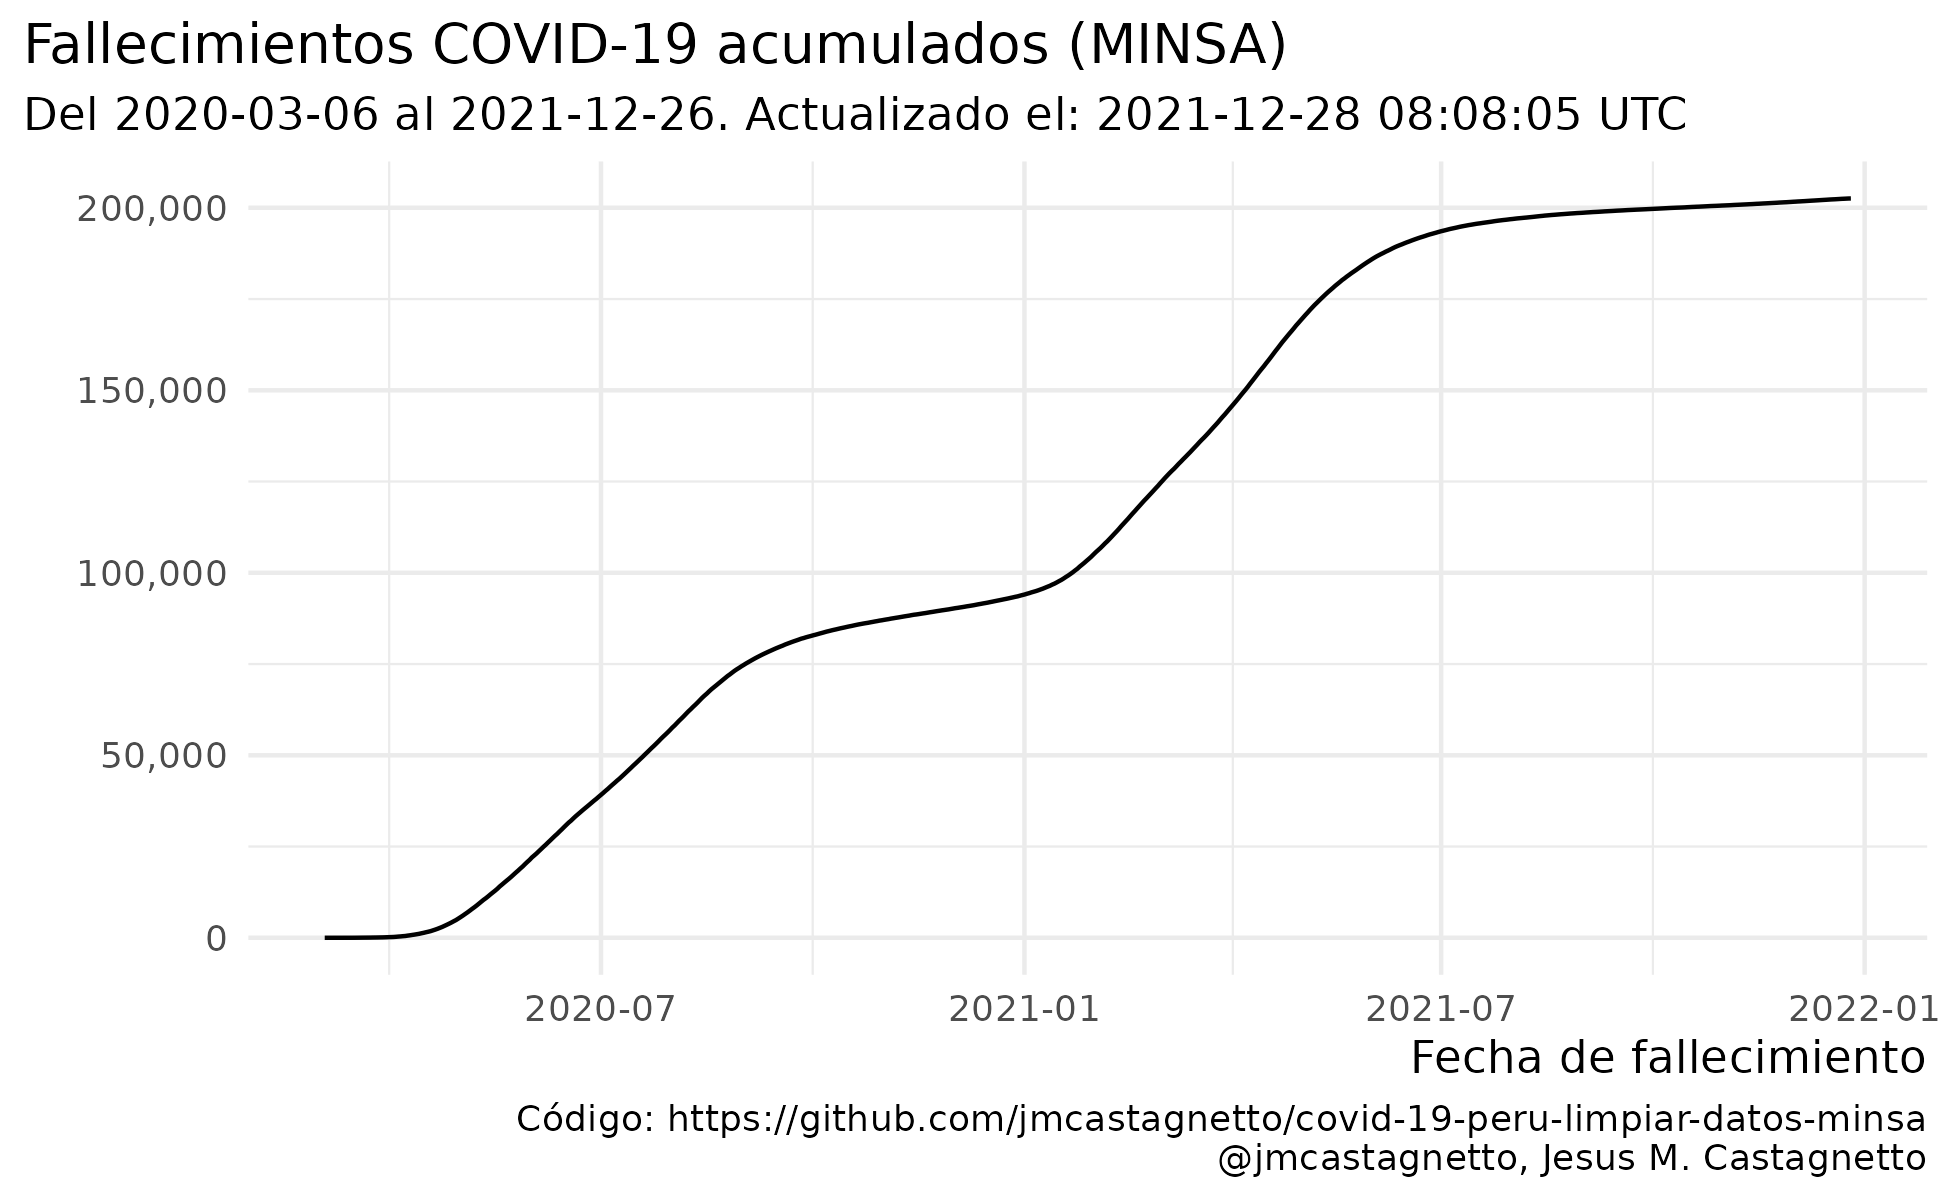 Fallecimientos COVID-19 acumulados (MINSA)
Del 2020-03-06 al 2021-12-26. Actualizado el: 2021-12-28 08:08:05 UTC
200,000
150,000
100,000
50,000
0
2020-07
2021-01
2021-07
2022-01
Fecha de fallecimiento
Código: https://github.com/jmcastagnetto/covid-19-peru-limpiar-datos-minsa
@jmcastagnetto, Jesus M. Castagnetto